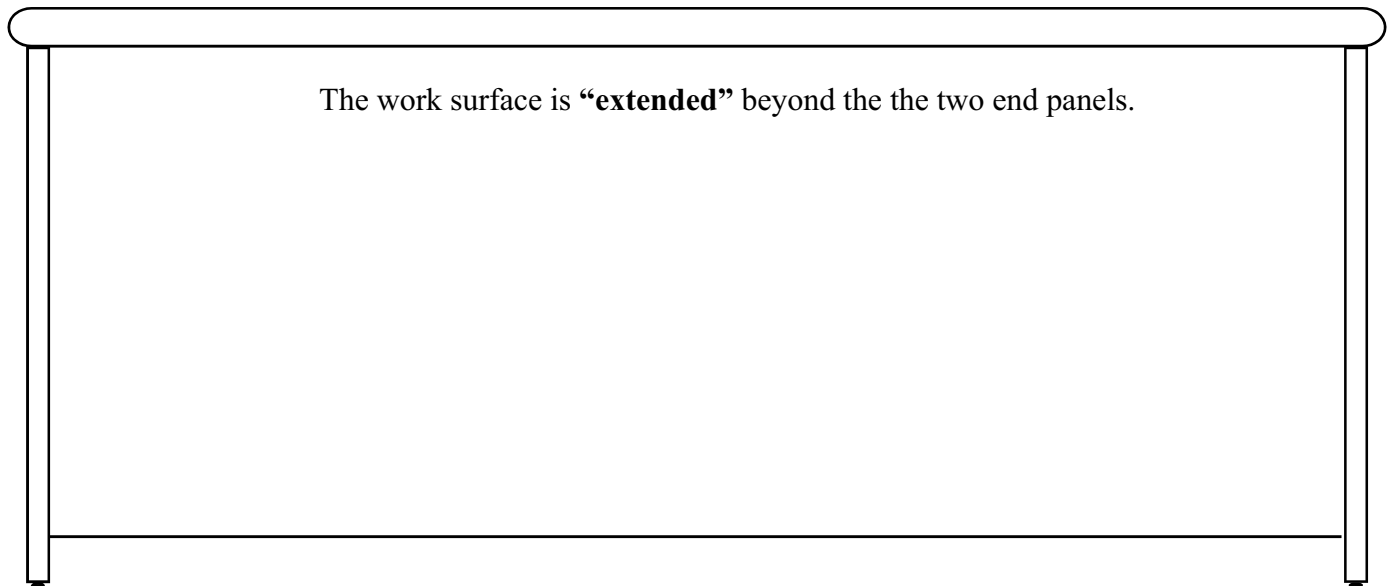 The work surface is “extended” beyond the the two end panels.